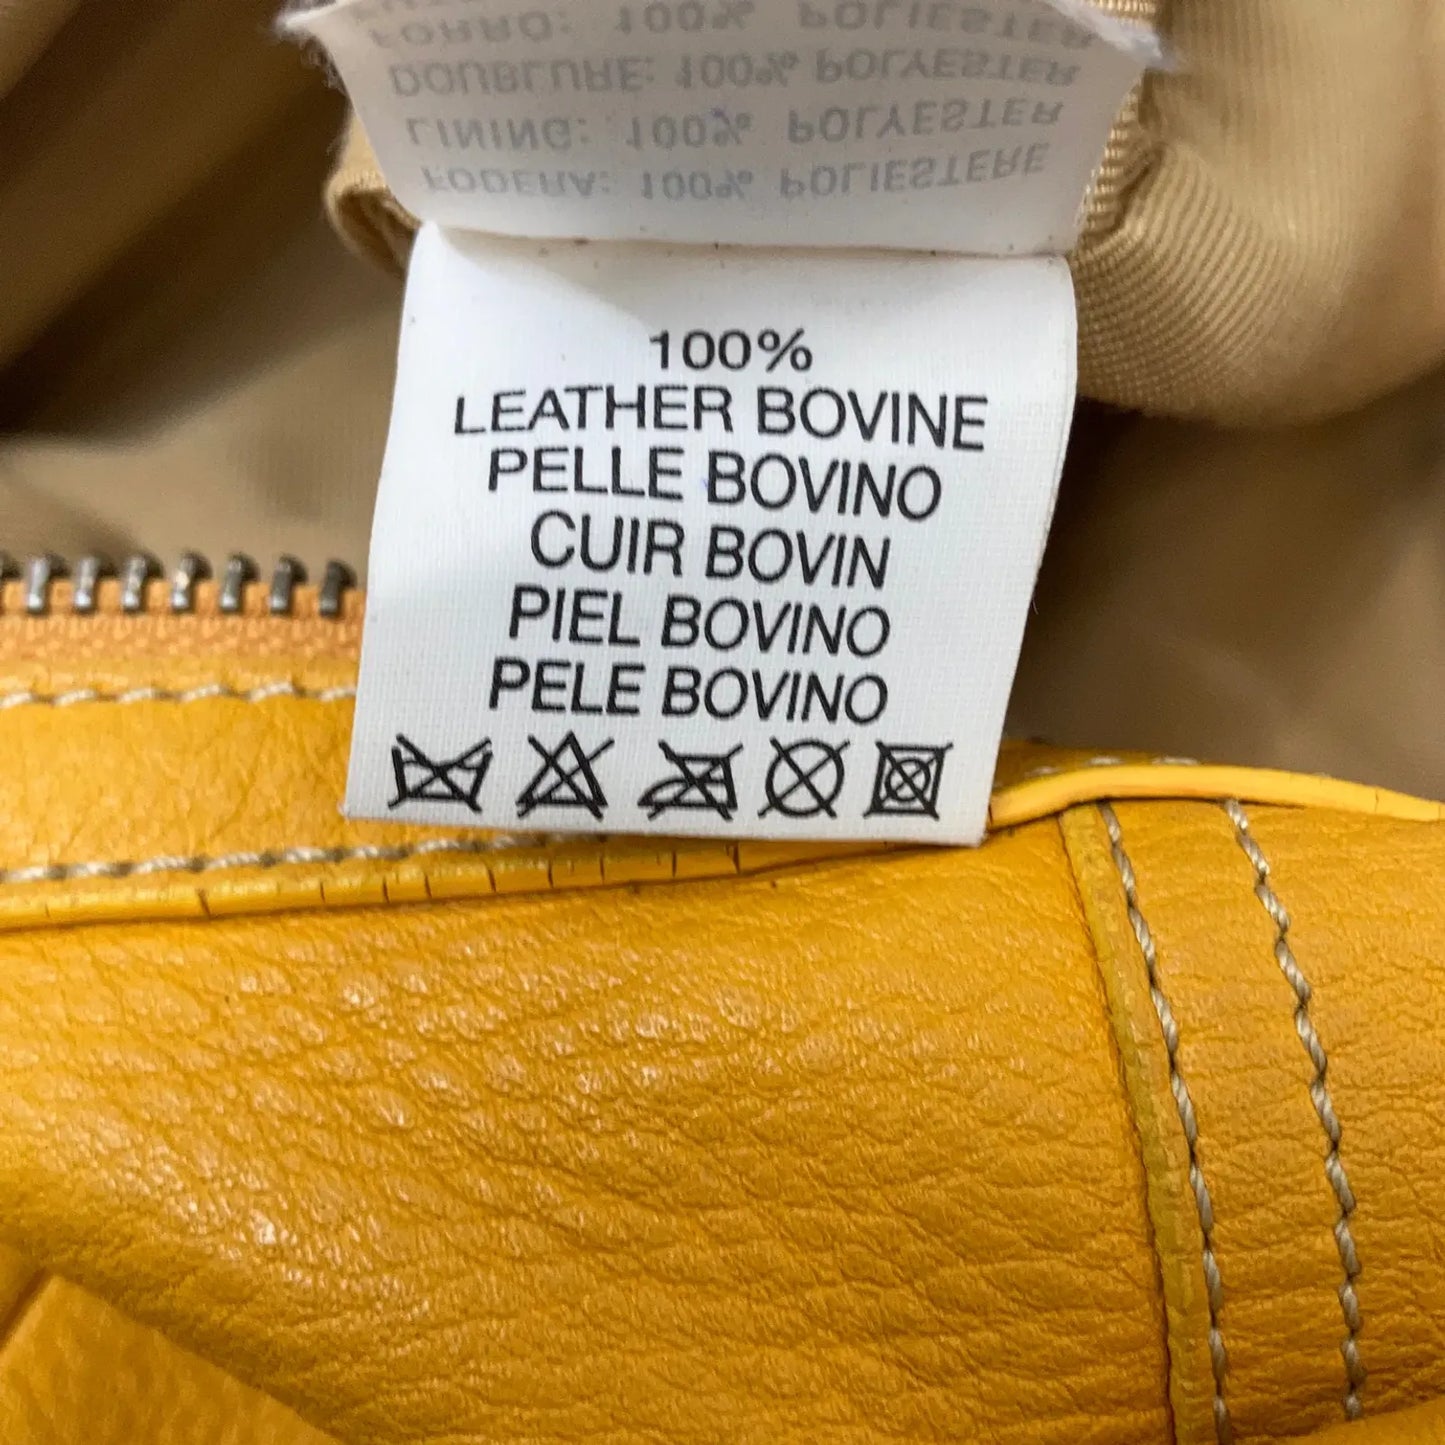 FORRO: 100% POLIESTER
DOUBLURE: 100% POLYESTER
LINING: 100% POLYESTER
FODERA: 100% POLIESTERE
100%
LEATHER BOVINE
PELLE BOVINO
CUIR BOVIN
PIEL BOVINO
PELE BOVINO